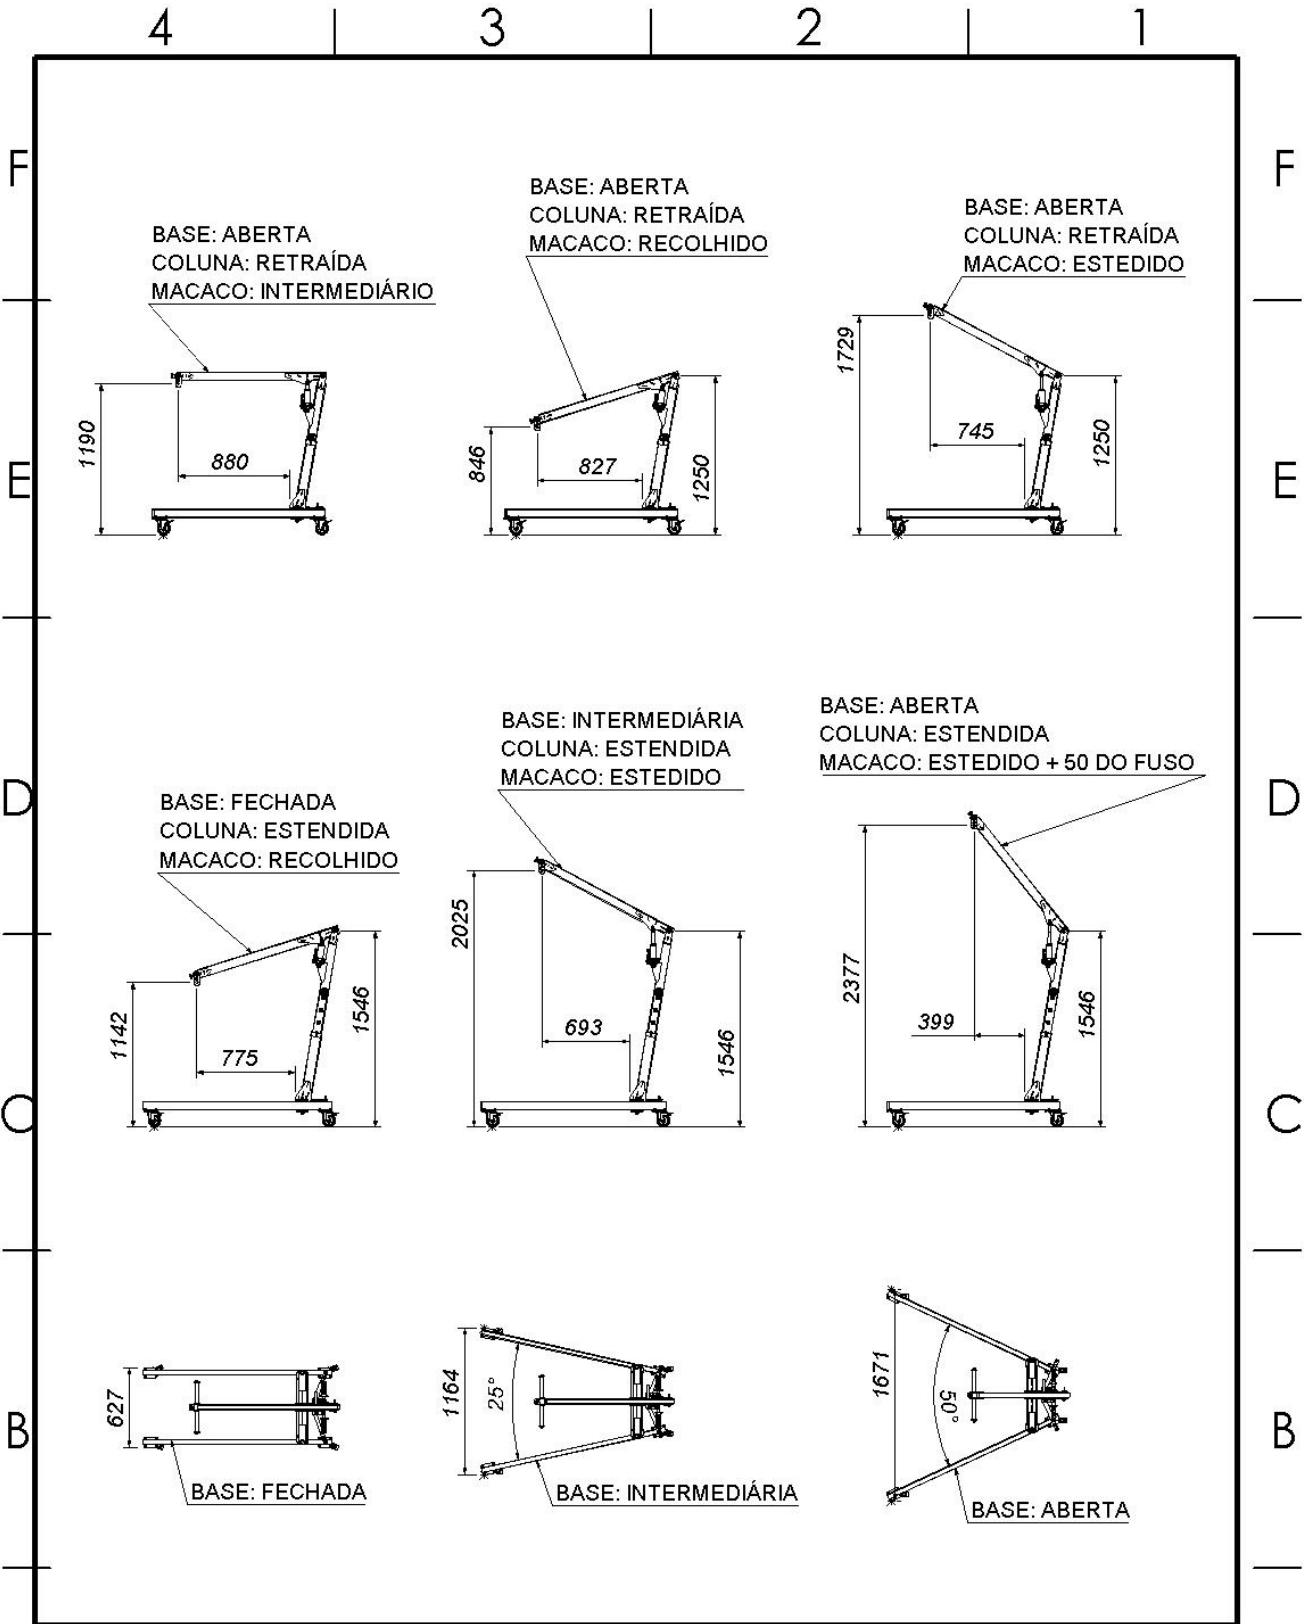 4 3 2 1
F F
BASE: ABERTA
COLUNA: RETRAÍDA
MACACO: INTERMEDIÁRIO
1190
880
BASE: ABERTA
COLUNA: RETRAÍDA
MACACO: RECOLHIDO
846
827
1250
BASE: ABERTA
COLUNA: RETRAÍDA
MACACO: ESTEDIDO
1729
745
1250
E E
D D
BASE: FECHADA
COLUNA: ESTENDIDA
MACACO: RECOLHIDO
1142
775
1546
BASE: INTERMEDIÁRIA
COLUNA: ESTENDIDA
MACACO: ESTEDIDO
2025
693
1546
BASE: ABERTA
COLUNA: ESTENDIDA
MACACO: ESTEDIDO + 50 DO FUSO
2377
399
1546
C C
627
BASE: FECHADA
1164
25°
BASE: INTERMEDIÁRIA
1671
50°
BASE: ABERTA
B B